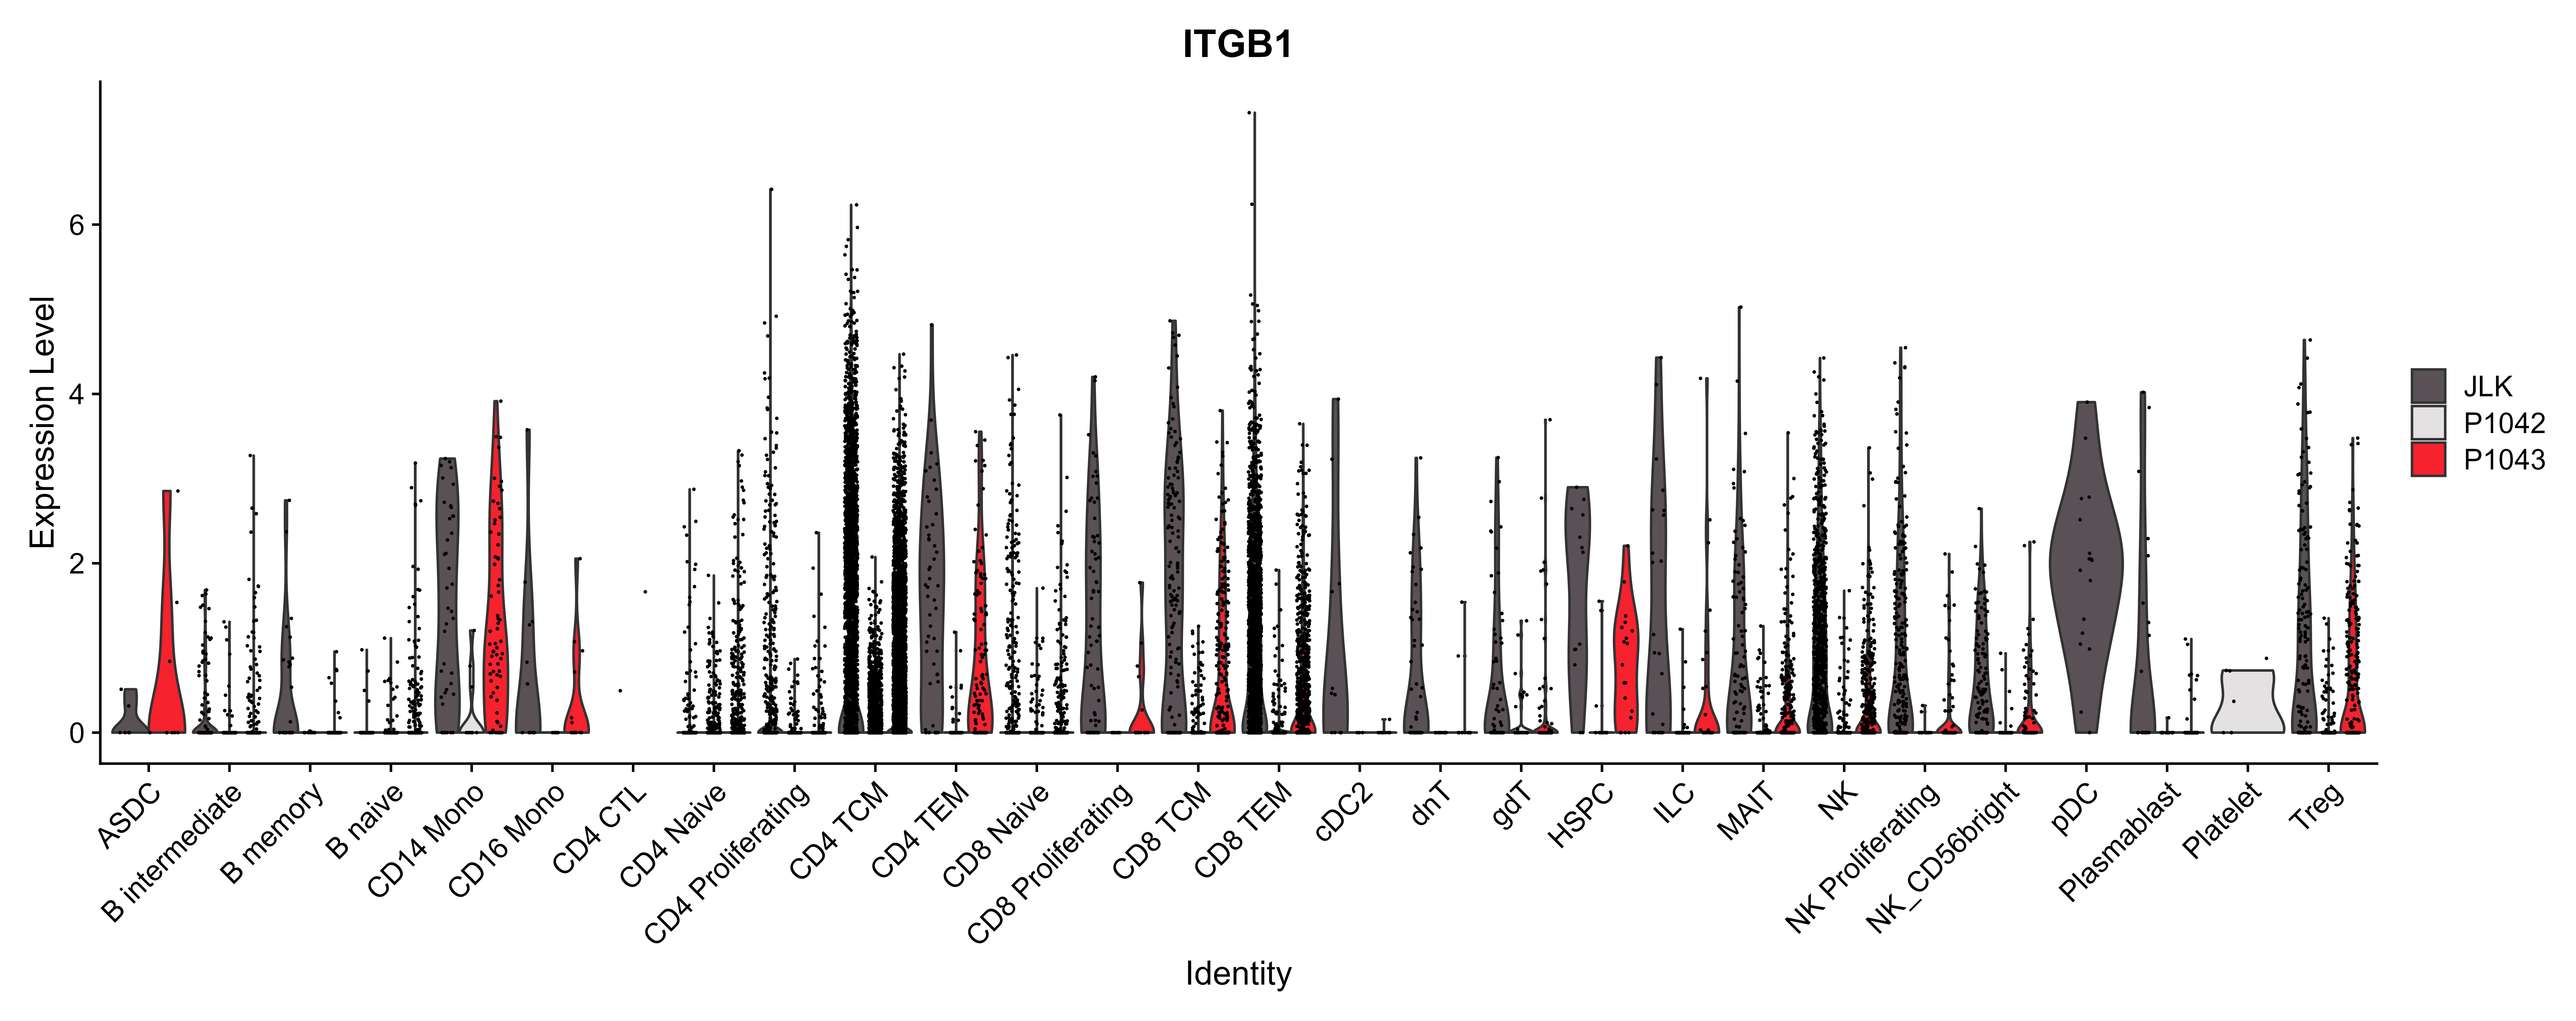 ITGB1
Expression Level
6
4
2
0
ASDC
B intermediate
B memory
B naive
CD14 Mono
CD16 Mono
CD4 CTL
CD4 Naive
CD4 Proliferating
CD4 TCM
CD4 TEM
CD8 Naive
CD8 Proliferating
CD8 TCM
CD8 TEM
cDC2
dnT
gdT
HSPC
ILC
MAIT
NK
NK Proliferating
NK_CD56bright
pDC
Plasmablast
Platelet
Treg
Identity
JLK
P1042
P1043